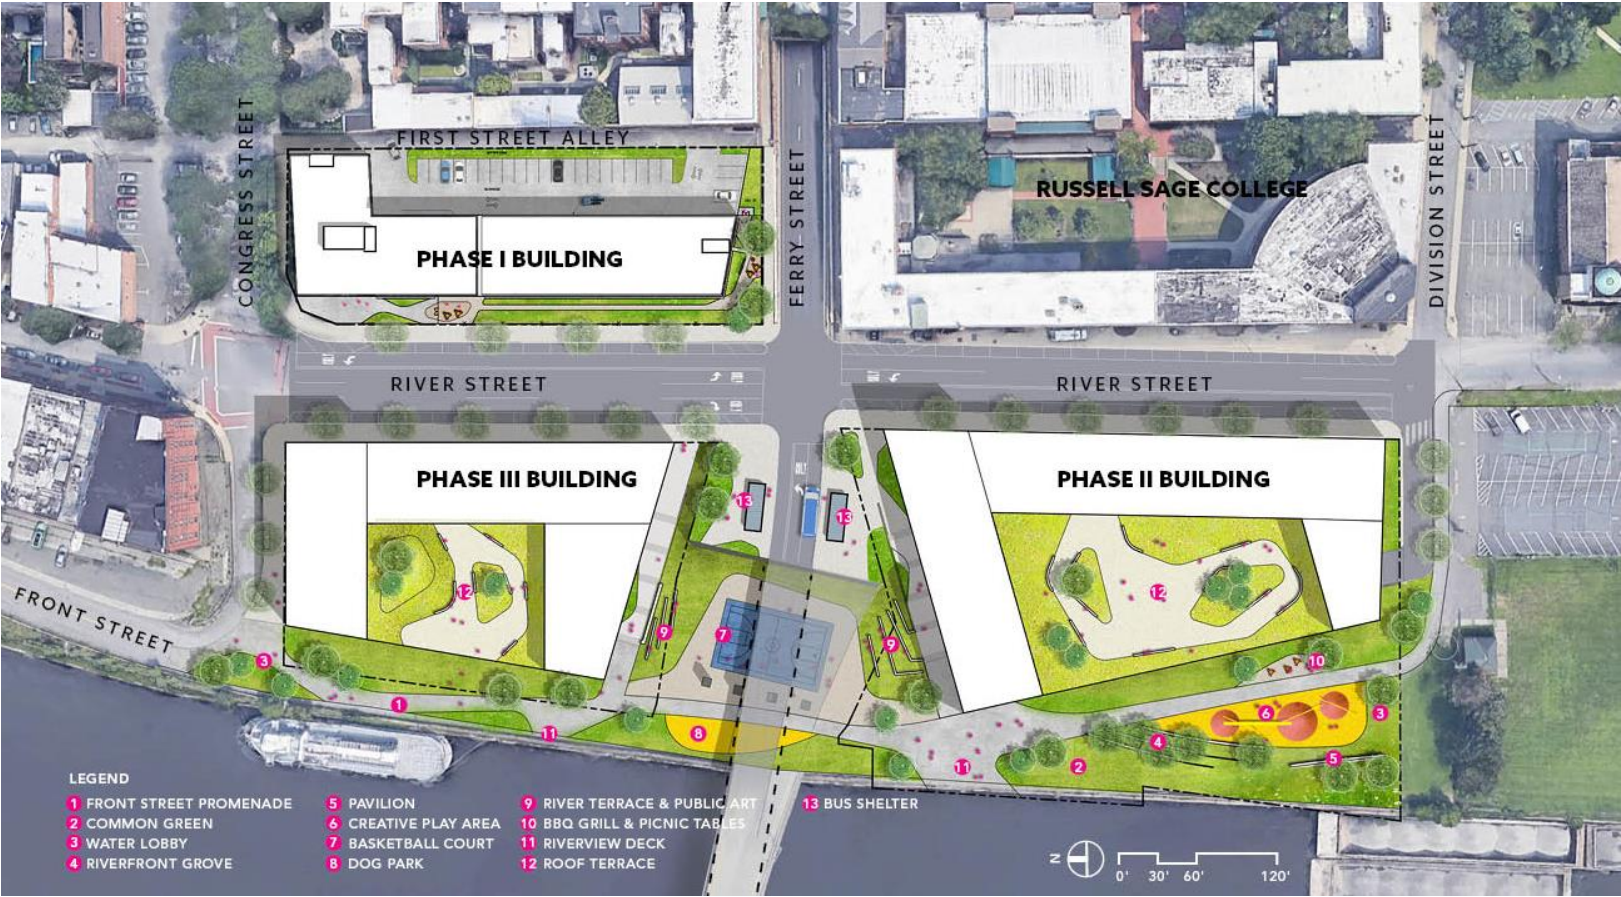 FIRST STREET ALLEY
CONGRESS STREET
PHASE I BUILDING
FERRY STREET
RUSSELL SAGE COLLEGE
DIVISION STREET
RIVER STREET
RIVER STREET
PHASE III BUILDING
PHASE II BUILDING
13
13
12
12
FRONT STREET
9
7
9
3
10
1
11
8
11
2
4
6
3
5
LEGEND
1 FRONT STREET PROMENADE
2 COMMON GREEN
3 WATER LOBBY
4 RIVERFRONT GROVE
5 PAVILION
6 CREATIVE PLAY AREA
7 BASKETBALL COURT
8 DOG PARK
9 RIVER TERRACE & PUBLIC ART
10 BBQ GRILL & PICNIC TABLES
11 RIVERVIEW DECK
12 ROOF TERRACE
13 BUS SHELTER
N
0' 30' 60' 120'